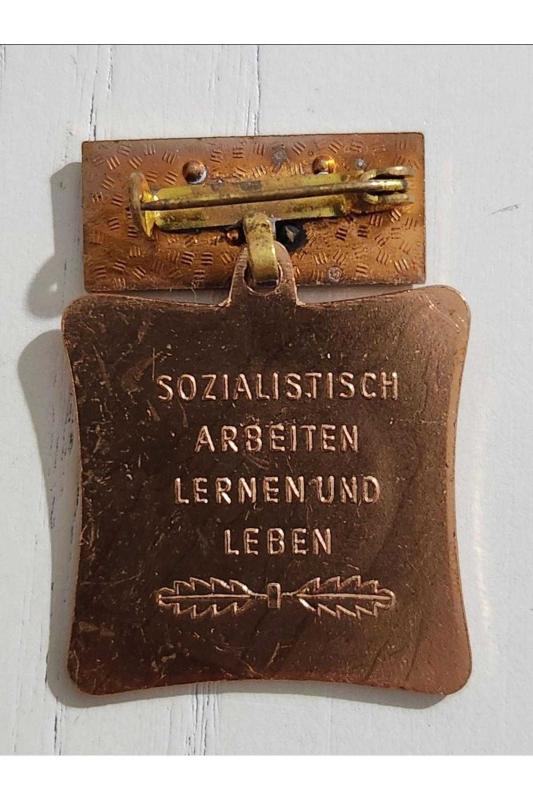 SOZIALISTISCH
ARBEITEN
LERNEN UND
LEBEN